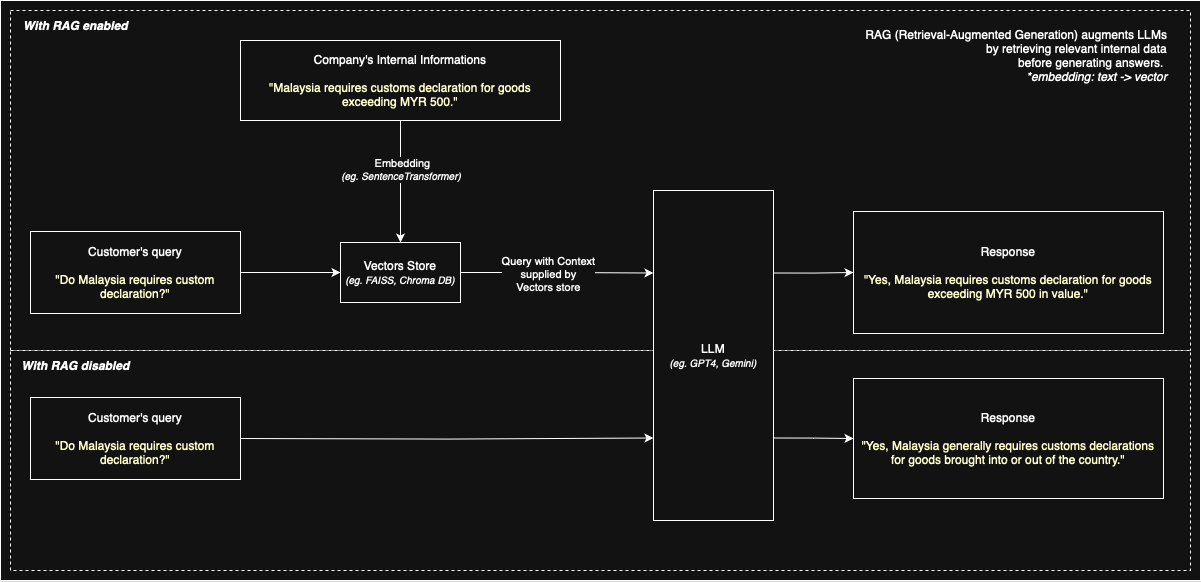 With RAG enabled
RAG (Retrieval-Augmented Generation) augments LLMs
by retrieving relevant internal data
before generating answers.
*embedding: text -> vector
Company's Internal Informations
"Malaysia requires customs declaration for goods
exceeding MYR 500."
Embedding
(eg. SentenceTransformer)
Customer's query
"Do Malaysia requires custom
declaration?"
Vectors Store
(eg. FAISS, Chroma DB)
Query with Context
supplied by
Vectors store
LLM
(eg. GPT4, Gemini)
Response
"Yes, Malaysia requires customs declaration for goods
exceeding MYR 500 in value."
With RAG disabled
Customer's query
"Do Malaysia requires custom
declaration?"
Response
"Yes, Malaysia generally requires customs declarations
for goods brought into or out of the country."